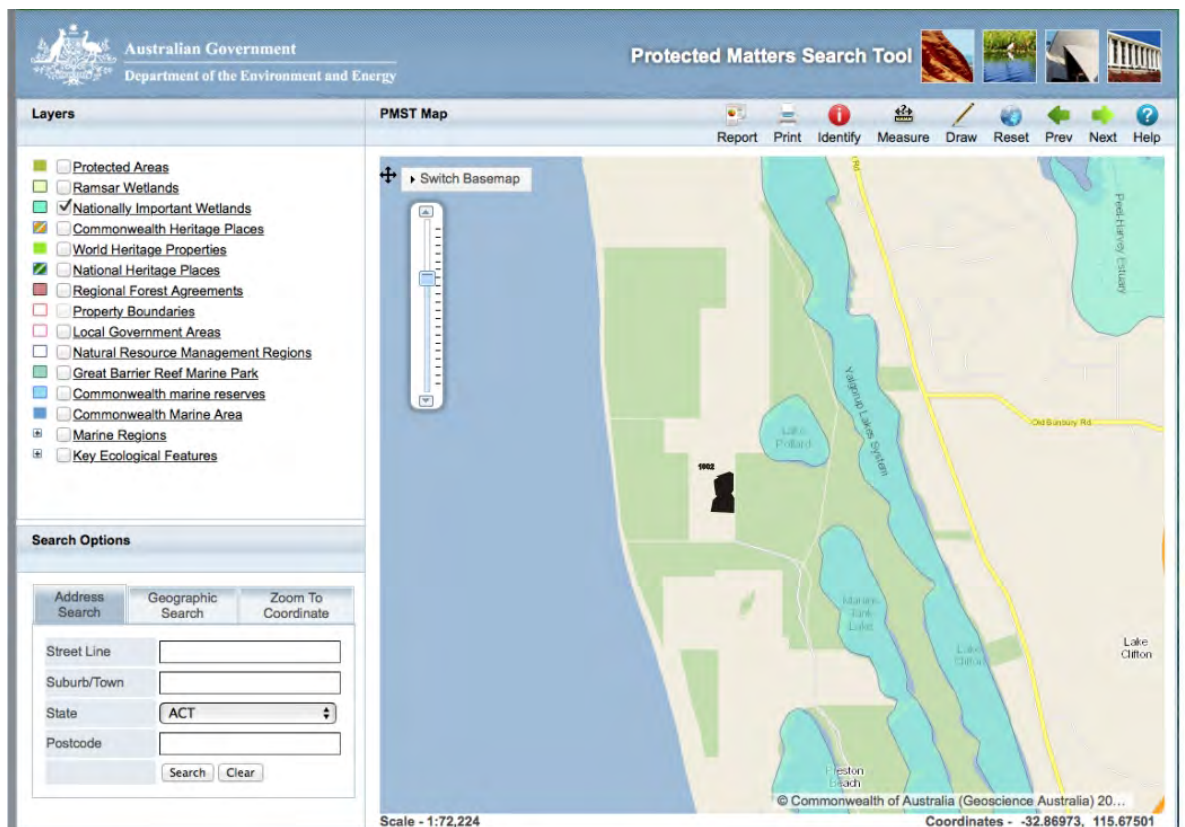 Australian Government
Department of the Environment and Energy
Protected Matters Search Tool
Layers
Protected Areas
Ramsar Wetlands
Nationally Important Wetlands
Commonwealth Heritage Places
World Heritage Properties
National Heritage Places
Regional Forest Agreements
Property Boundaries
Local Government Areas
Natural Resource Management Regions
Great Barrier Reef Marine Park
Commonwealth marine reserves
Commonwealth Marine Area
Marine Regions
Key Ecological Features
Search Options
Address Search
Geographic Search
Zoom To Coordinate
Street Line
Suburb/Town
State
ACT
Postcode
Search
Clear
PMST Map
Report
Print
Identify
Measure
Draw
Reset
Prev
Next
Help
Switch Basemap
Rd
Peel-Harvey Estuary
Yalgorup Lakes System
Old Bunbury Rd
Lake
Pollard
1002
Lake
Clifton
Lake
Clifton
Tank
Lake
Preston
Beach
© Commonwealth of Australia (Geoscience Australia) 20...
Scale - 1:72,224
Coordinates - -32.86973, 115.67501